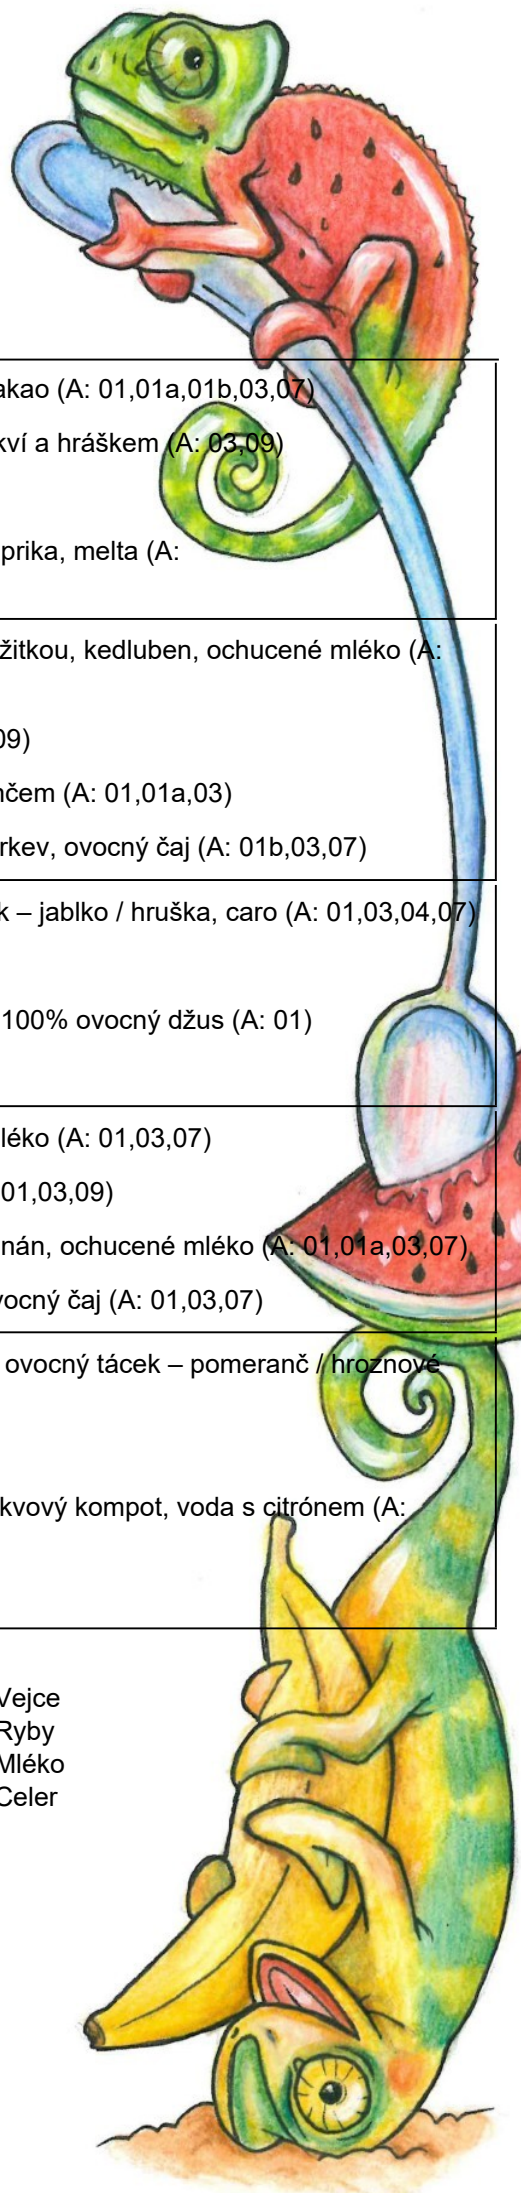 akao (A: 01,01a,01b,03,07)
kví a hráškem (A: 03,09)
prika, melta (A:
žitkou, kedluben, ochucené mléko (A:
09)
nčem (A: 01,01a,03)
rkev, ovocný čaj (A: 01b,03,07)
k – jablko / hruška, caro (A: 01,03,04,07)
100% ovocný džus (A: 01)
léko (A: 01,03,07)
01,03,09)
nán, ochucené mléko (A: 01,01a,03,07)
vocný čaj (A: 01,03,07)
ovocný tácek – pomeranč / hroznové
kvový kompot, voda s citrónem (A:
Vejce
Ryby
Mléko
Celer